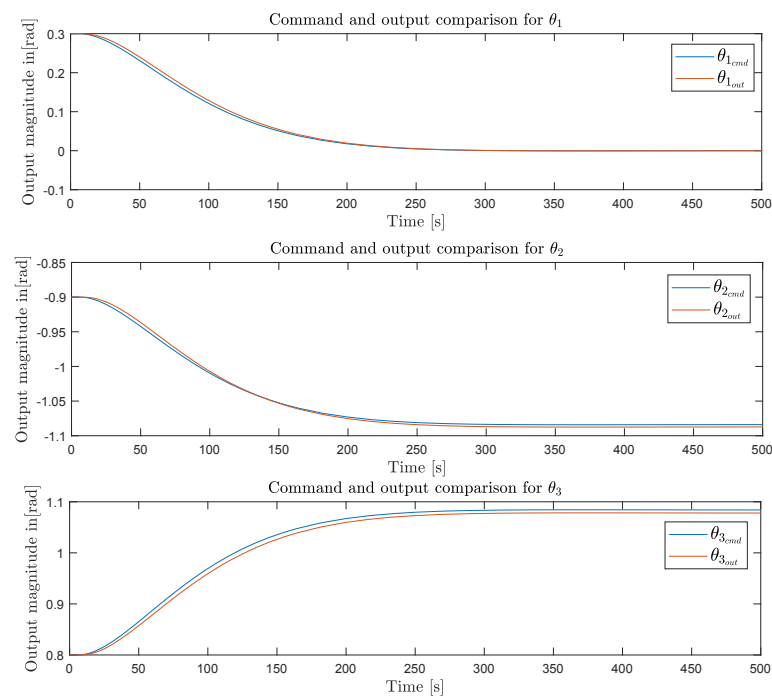 Command and output comparison for θ₁
Output magnitude in[rad]
0.3
0.2
0.1
0
-0.1
θ₁cmd
θ₁out
0 50 100 150 200 250 300 350 400 450 500
Time [s]
Command and output comparison for θ₂
Output magnitude in[rad]
-0.85
-0.9
-0.95
-1
-1.05
-1.1
θ₂cmd
θ₂out
0 50 100 150 200 250 300 350 400 450 500
Time [s]
Command and output comparison for θ₃
Output magnitude in[rad]
1.1
1
0.9
0.8
θ₃cmd
θ₃out
0 50 100 150 200 250 300 350 400 450 500
Time [s]